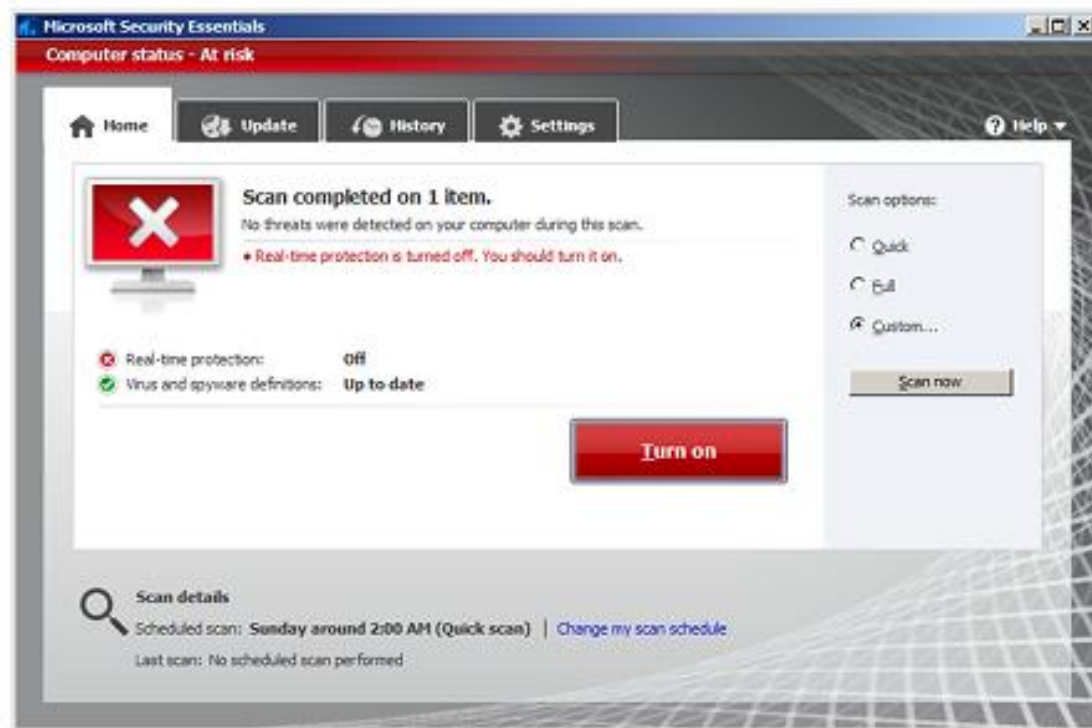 Microsoft Security Essentials
Computer status - At risk
Home
Update
History
Settings
Help
Scan completed on 1 item.
No threats were detected on your computer during this scan.
• Real-time protection is turned off. You should turn it on.
Real-time protection: Off
Virus and spyware definitions: Up to date
Turn on
Scan options:
Quick
Full
Custom...
Scan now
Scan details
Scheduled scan: Sunday around 2:00 AM (Quick scan) | Change my scan schedule
Last scan: No scheduled scan performed